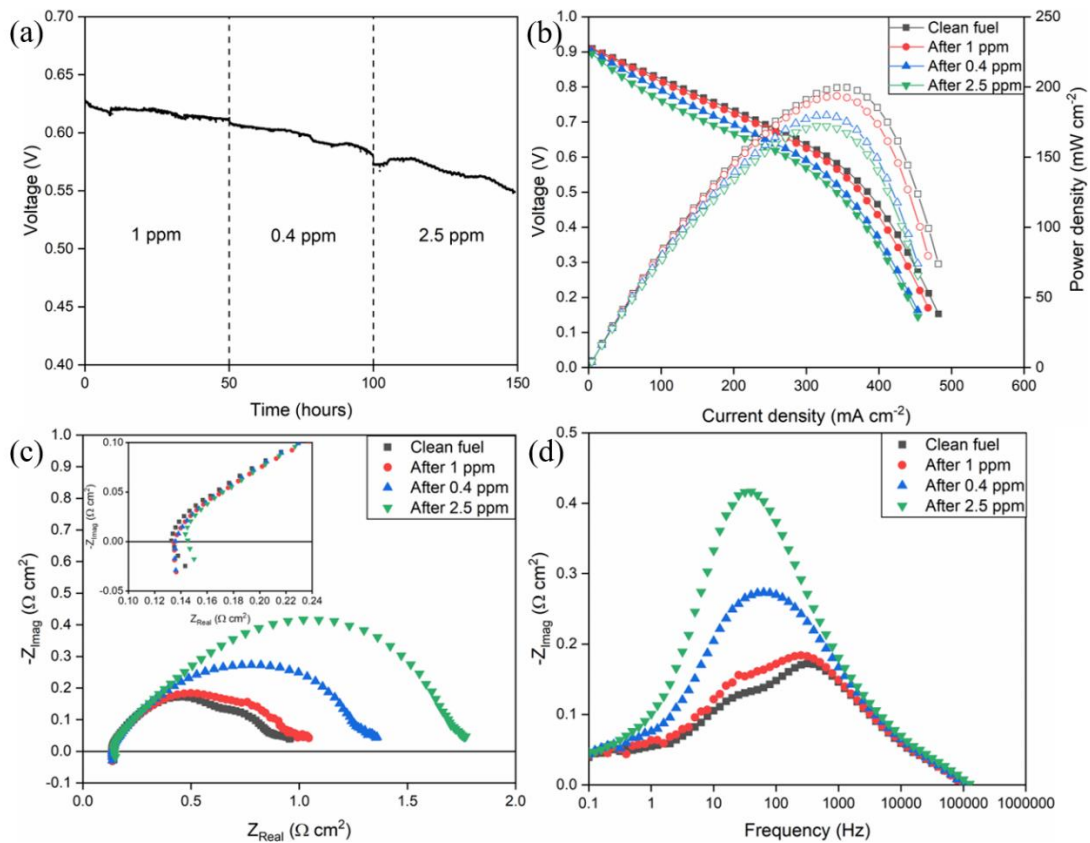 (a)
0.70
0.65
0.60
0.55
0.50
0.45
0.40
Voltage (V)
1 ppm
0.4 ppm
2.5 ppm
0
50
100
150
Time (hours)
(b)
1.0
0.9
0.8
0.7
0.6
0.5
0.4
0.3
0.2
0.1
0.0
Voltage (V)
Clean fuel
After 1 ppm
After 0.4 ppm
After 2.5 ppm
250
200
150
100
50
0
Power density (mW cm⁻²)
0
100
200
300
400
500
600
Current density (mA cm⁻²)
(c)
1.0
0.9
0.8
0.7
0.6
0.5
0.4
0.3
0.2
0.1
0.0
-0.1
-Z_Imag (Ω cm²)
0.10
0.05
0.00
-0.05
-Z_Imag (Ω cm²)
0.10 0.12 0.14 0.16 0.18 0.20 0.22 0.24
Z_Real (Ω cm²)
Clean fuel
After 1 ppm
After 0.4 ppm
After 2.5 ppm
0.0
0.5
1.0
1.5
2.0
Z_Real (Ω cm²)
(d)
0.5
0.4
0.3
0.2
0.1
0.0
-Z_Imag (Ω cm²)
Clean fuel
After 1 ppm
After 0.4 ppm
After 2.5 ppm
0.1
1
10
100
1000
10000
100000
1000000
Frequency (Hz)